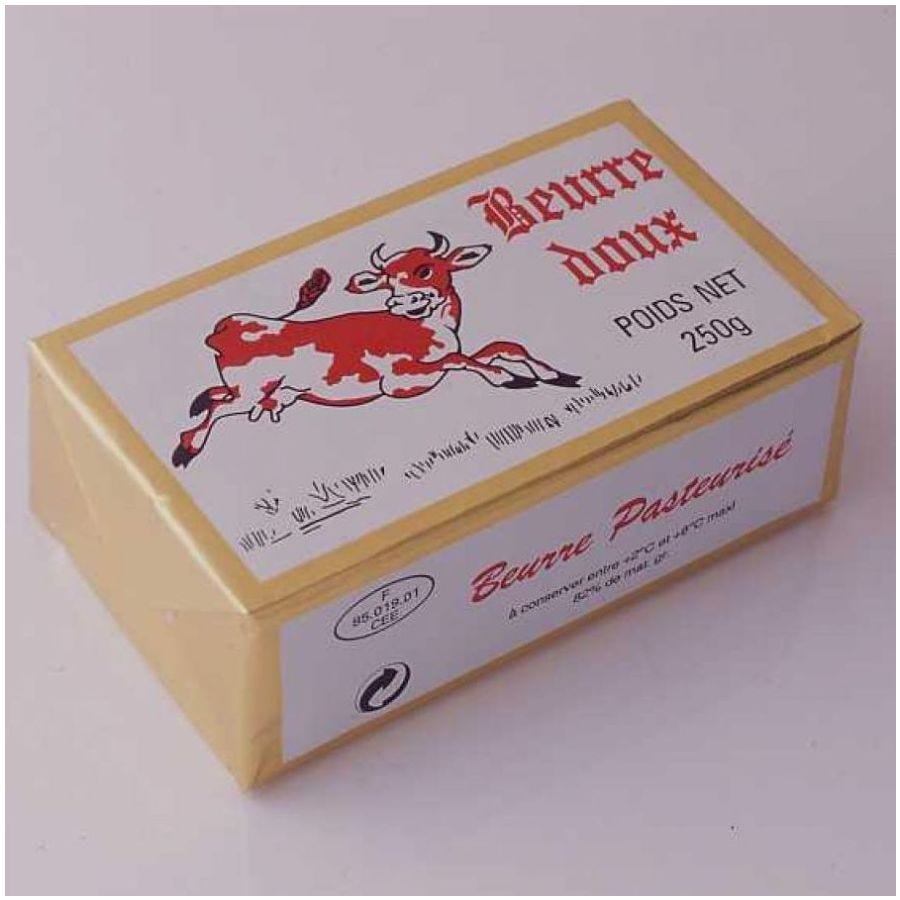 Beurre
doux
POIDS NET
250g
Beurre Pasteurisé
à conserver entre +2°C et +6°C maxi
82% de mat. gr.
F
95.019.01
CEE